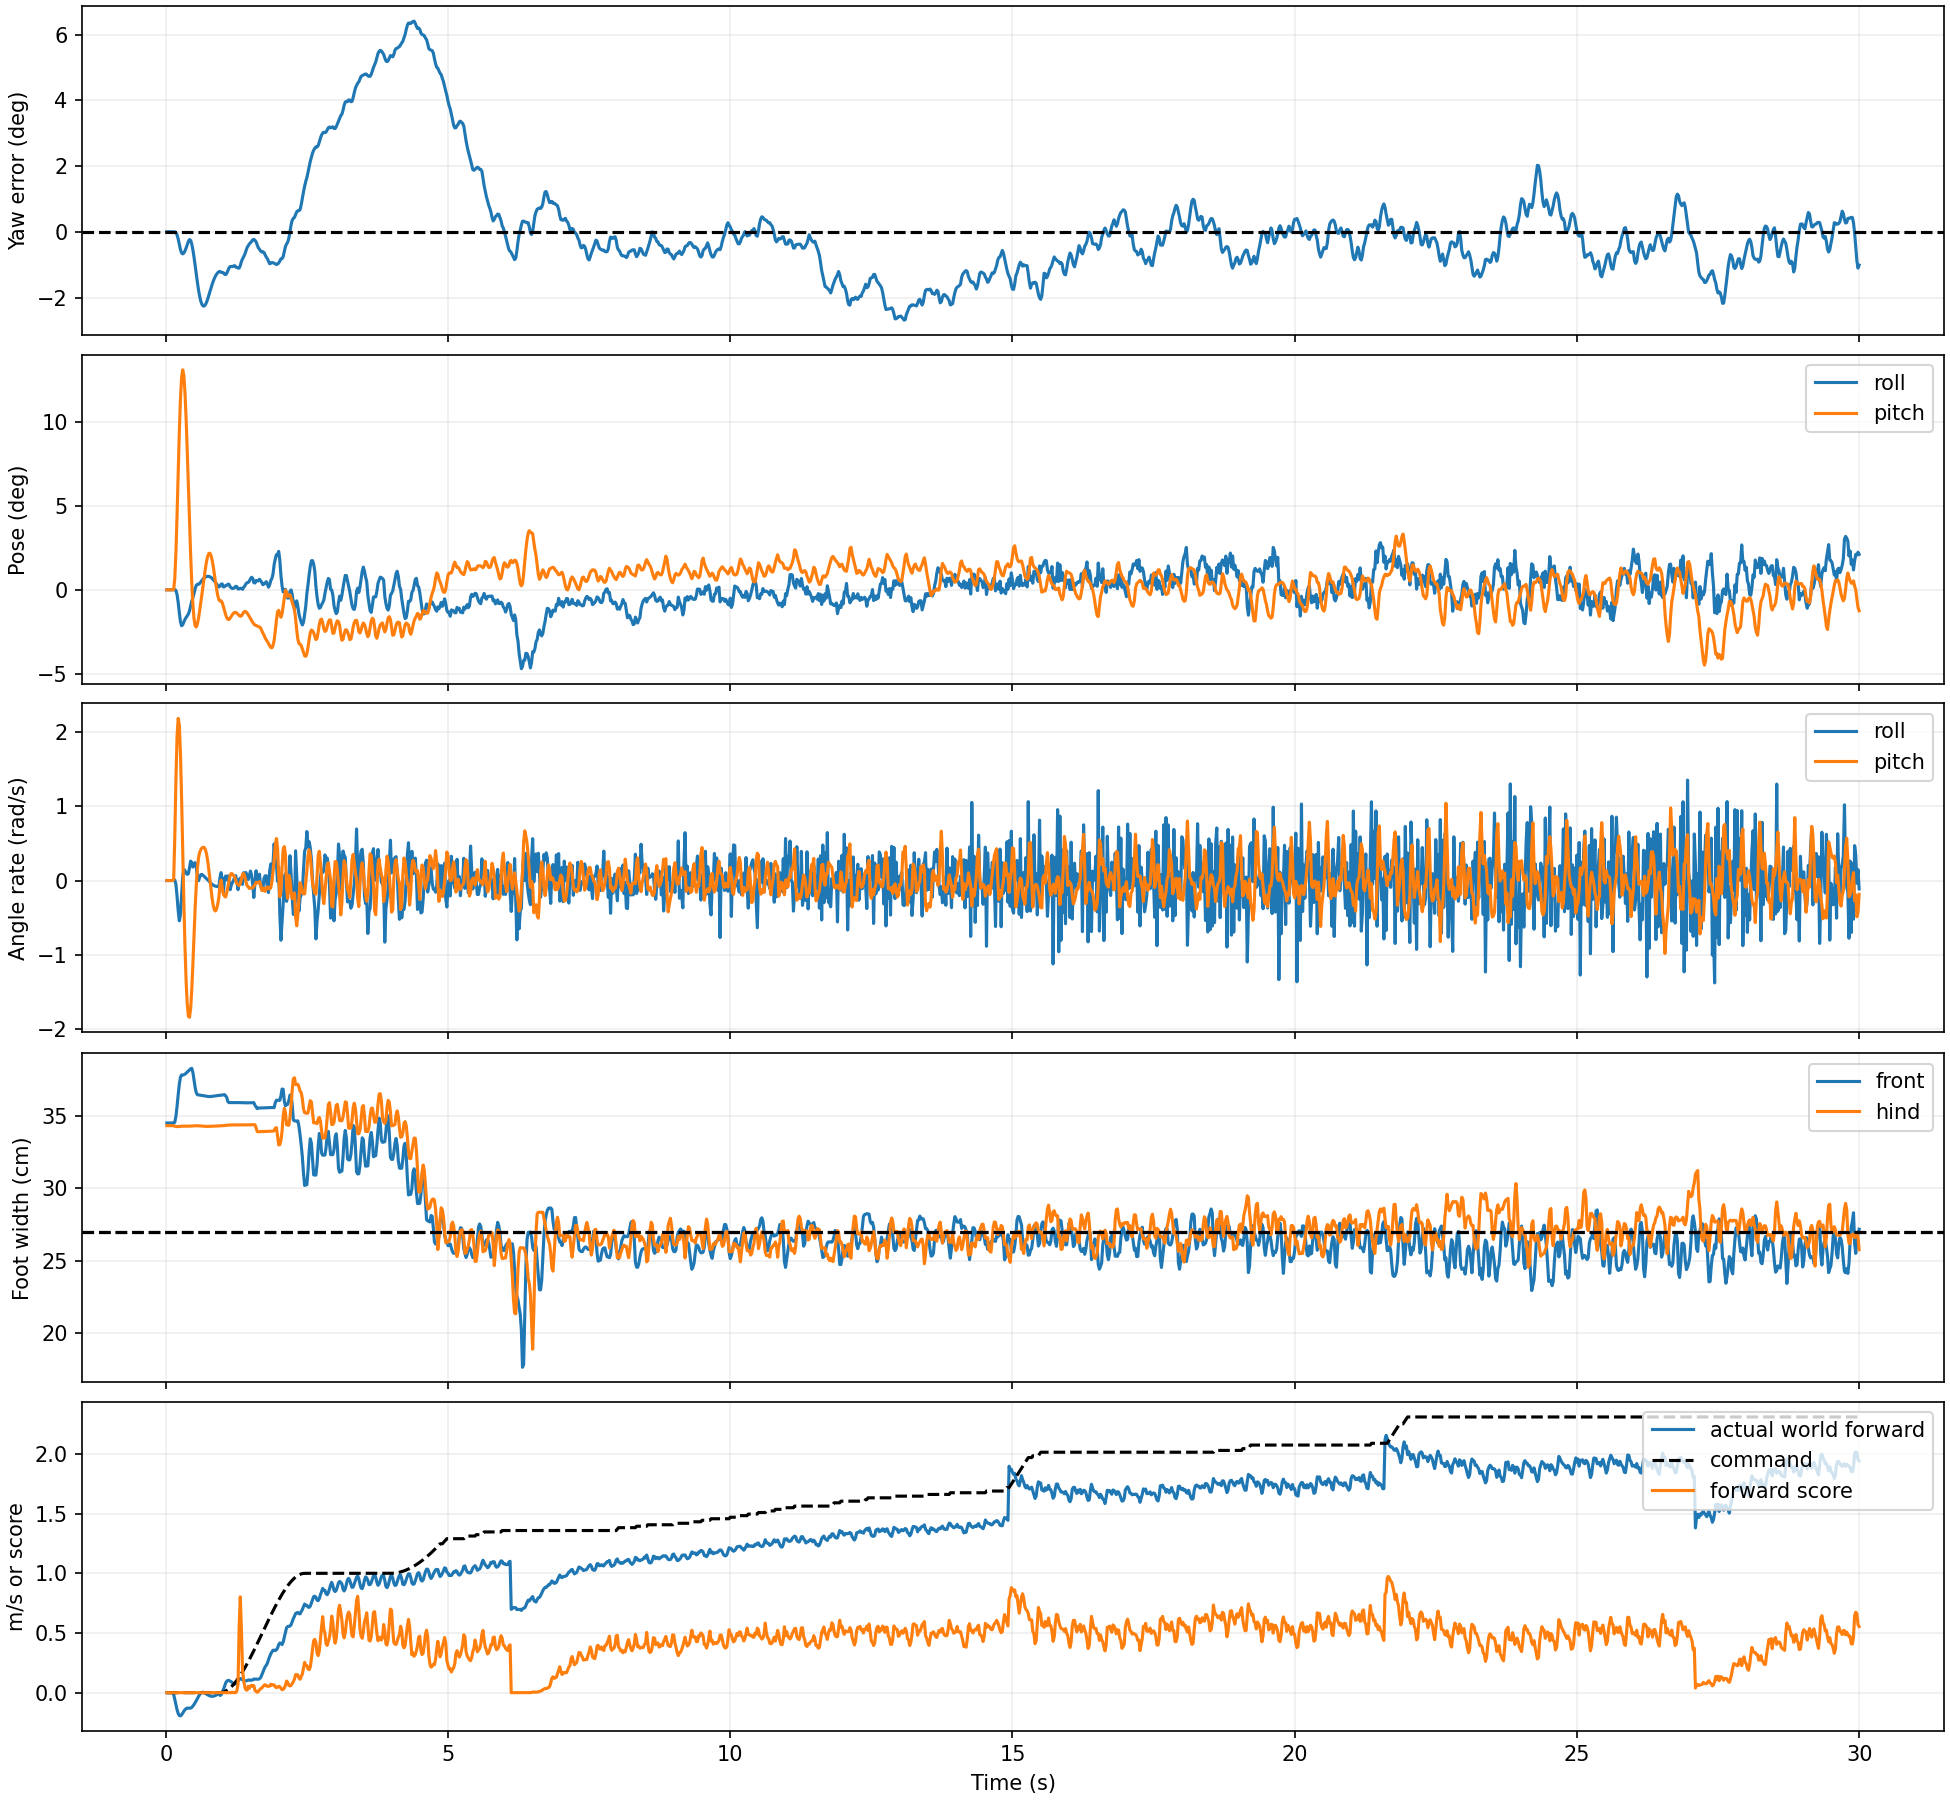 Yaw error (deg)
6
4
2
0
−2
Pose (deg)
10
5
0
−5
roll
pitch
Angle rate (rad/s)
2
1
0
−1
−2
roll
pitch
Foot width (cm)
35
30
25
20
front
hind
m/s or score
2.0
1.5
1.0
0.5
0.0
actual world forward
command
forward score
0 5 10 15 20 25 30
Time (s)